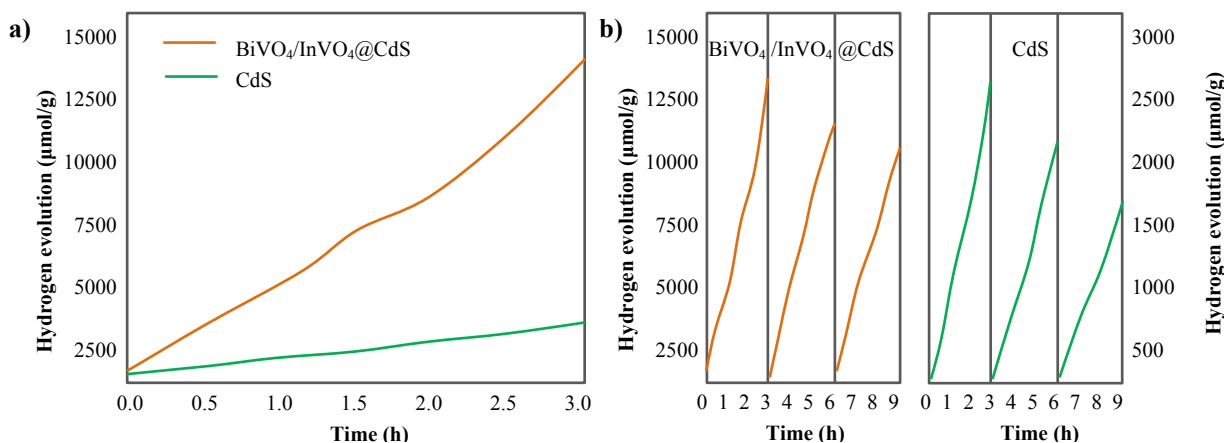 a)
Hydrogen evolution (μmol/g)
15000
12500
10000
7500
5000
2500
BiVO₄/InVO₄@CdS
CdS
0.0 0.5 1.0 1.5 2.0 2.5 3.0
Time (h)
b)
Hydrogen evolution (μmol/g)
15000
12500
10000
7500
5000
2500
BiVO₄ /InVO₄ @CdS
0 1 2 3 4 5 6 7 8 9
Time (h)
CdS
0 1 2 3 4 5 6 7 8 9
Time (h)
3000
2500
2000
1500
1000
500
Hydrogen evolution (μmol/g)